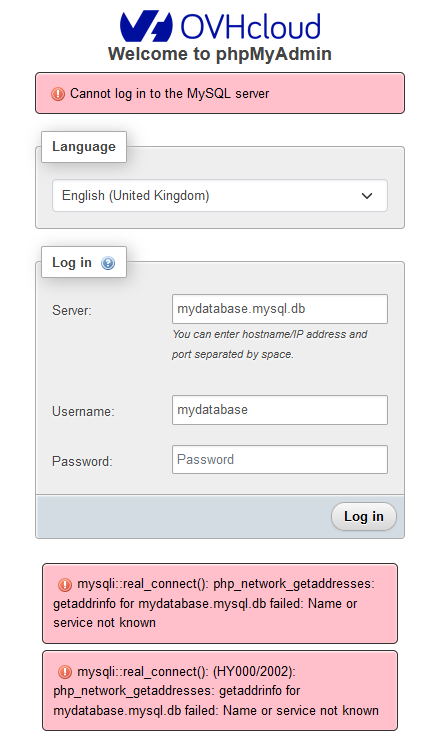 OVHcloud
Welcome to phpMyAdmin
Cannot log in to the MySQL server
Language
English (United Kingdom)
Log in
Server:
mydatabase.mysql.db
You can enter hostname/IP address and
port separated by space.
Username:
mydatabase
Password:
Password
Log in
mysqli::real_connect(): php_network_getaddresses:
getaddrinfo for mydatabase.mysql.db failed: Name or
service not known
mysqli::real_connect(): (HY000/2002):
php_network_getaddresses: getaddrinfo for
mydatabase.mysql.db failed: Name or service not known